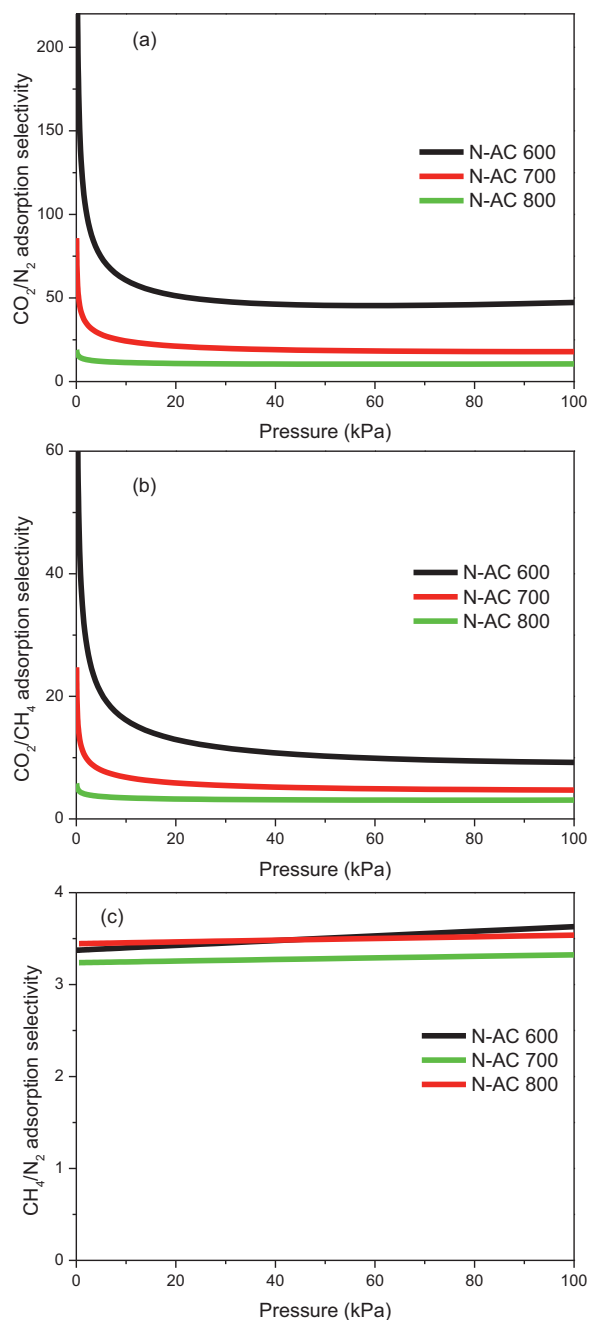 (a)
CO2/N2 adsorption selectivity
200
150
100
50
0
N-AC 600
N-AC 700
N-AC 800
0 20 40 60 80 100
Pressure (kPa)
(b)
CO2/CH4 adsorption selectivity
60
40
20
0
N-AC 600
N-AC 700
N-AC 800
0 20 40 60 80 100
Pressure (kPa)
(c)
CH4/N2 adsorption selectivity
4
3
2
1
0
N-AC 600
N-AC 700
N-AC 800
0 20 40 60 80 100
Pressure (kPa)